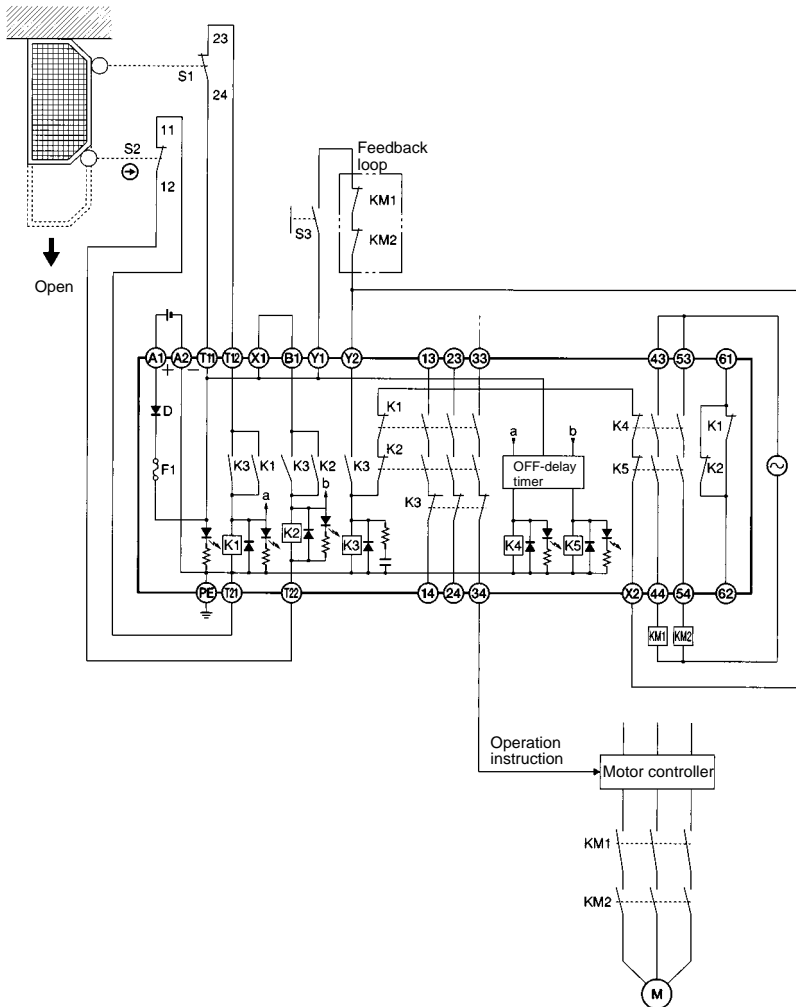 23
S1
24
11
S2
12
Open
Feedback
loop
KM1
S3
KM2
A1 A2 T11 T12 X1 B1 Y1 Y2 13 23 33 43 53 61
+ −
D
F1
K3 K1 K3 K2 K3
K1
K2
K3
a b
OFF-delay
timer
K4
K5
K1
K2
a b
K1 K2 K3 K4 K5
PE T21 T22 14 24 34 X2 44 54 62
KM1 KM2
Operation
instruction
Motor controller
KM1
KM2
M